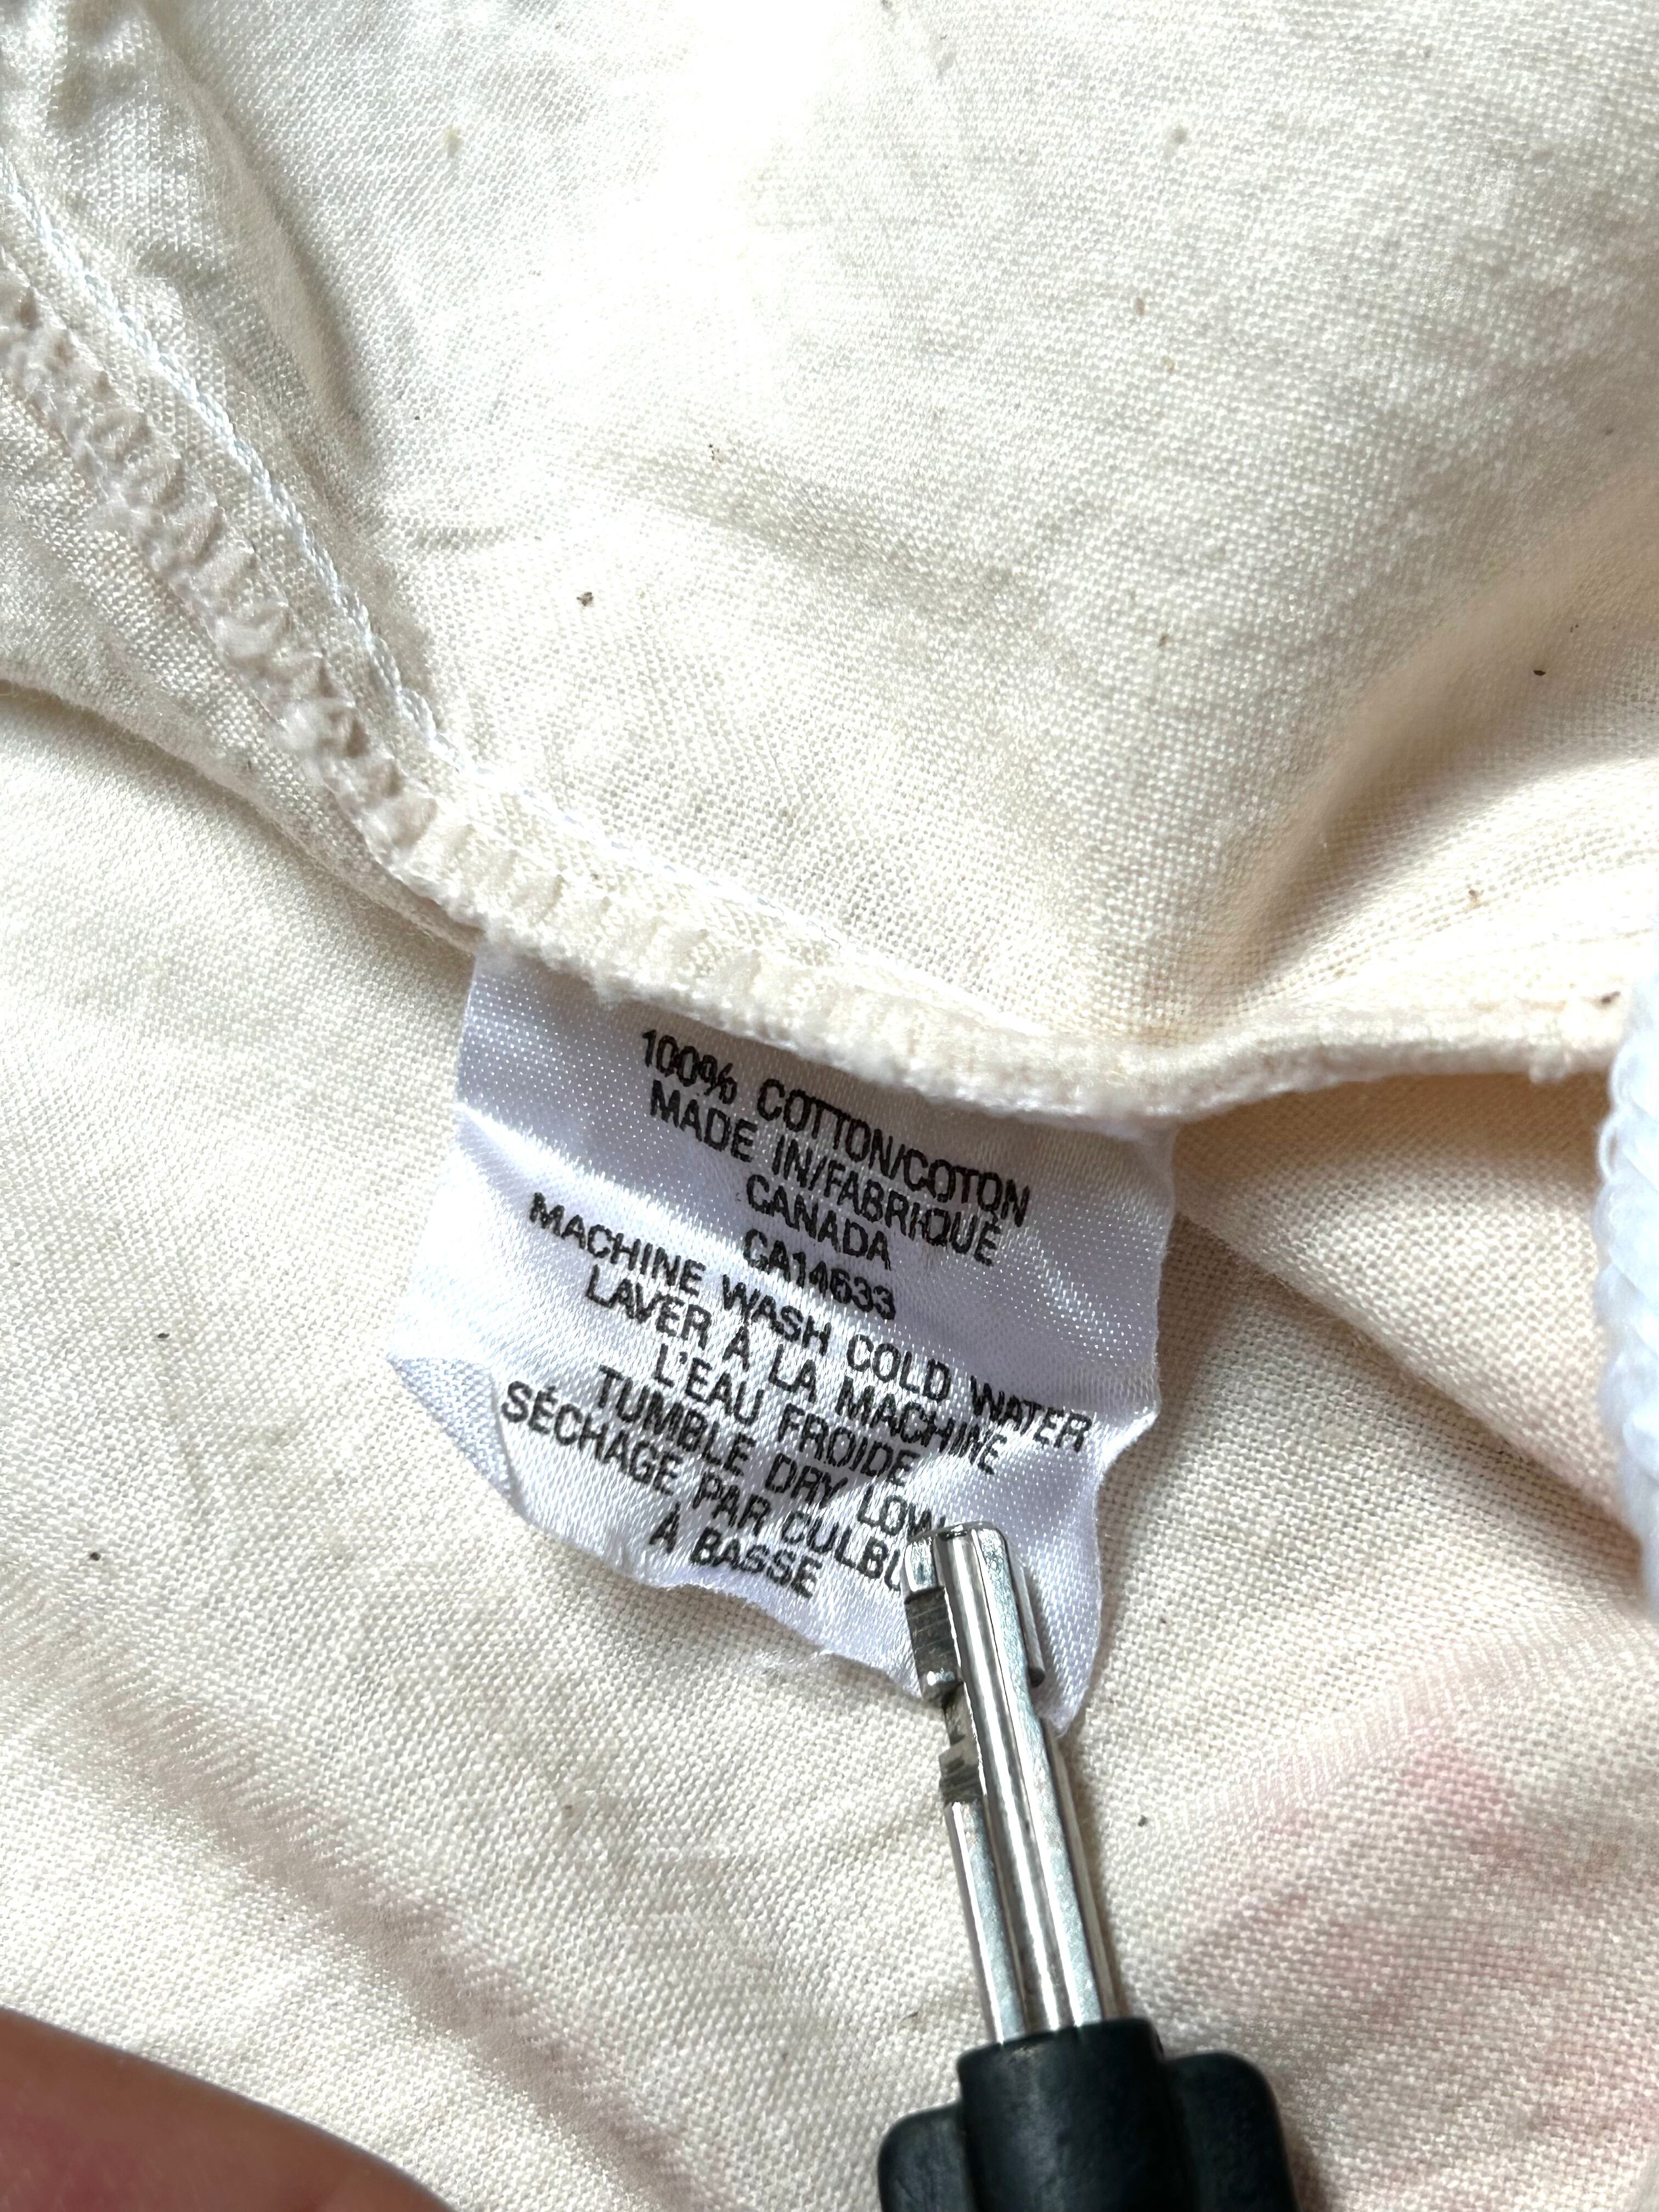 100% COTTON/COTON
MADE IN/FABRIQUÉ
CANADA
CA14633
MACHINE WASH COLD WATER
LAVER À LA MACHINE
L'EAU FROIDE
TUMBLE DRY LOW
SÉCHAGE PAR
À BASSE